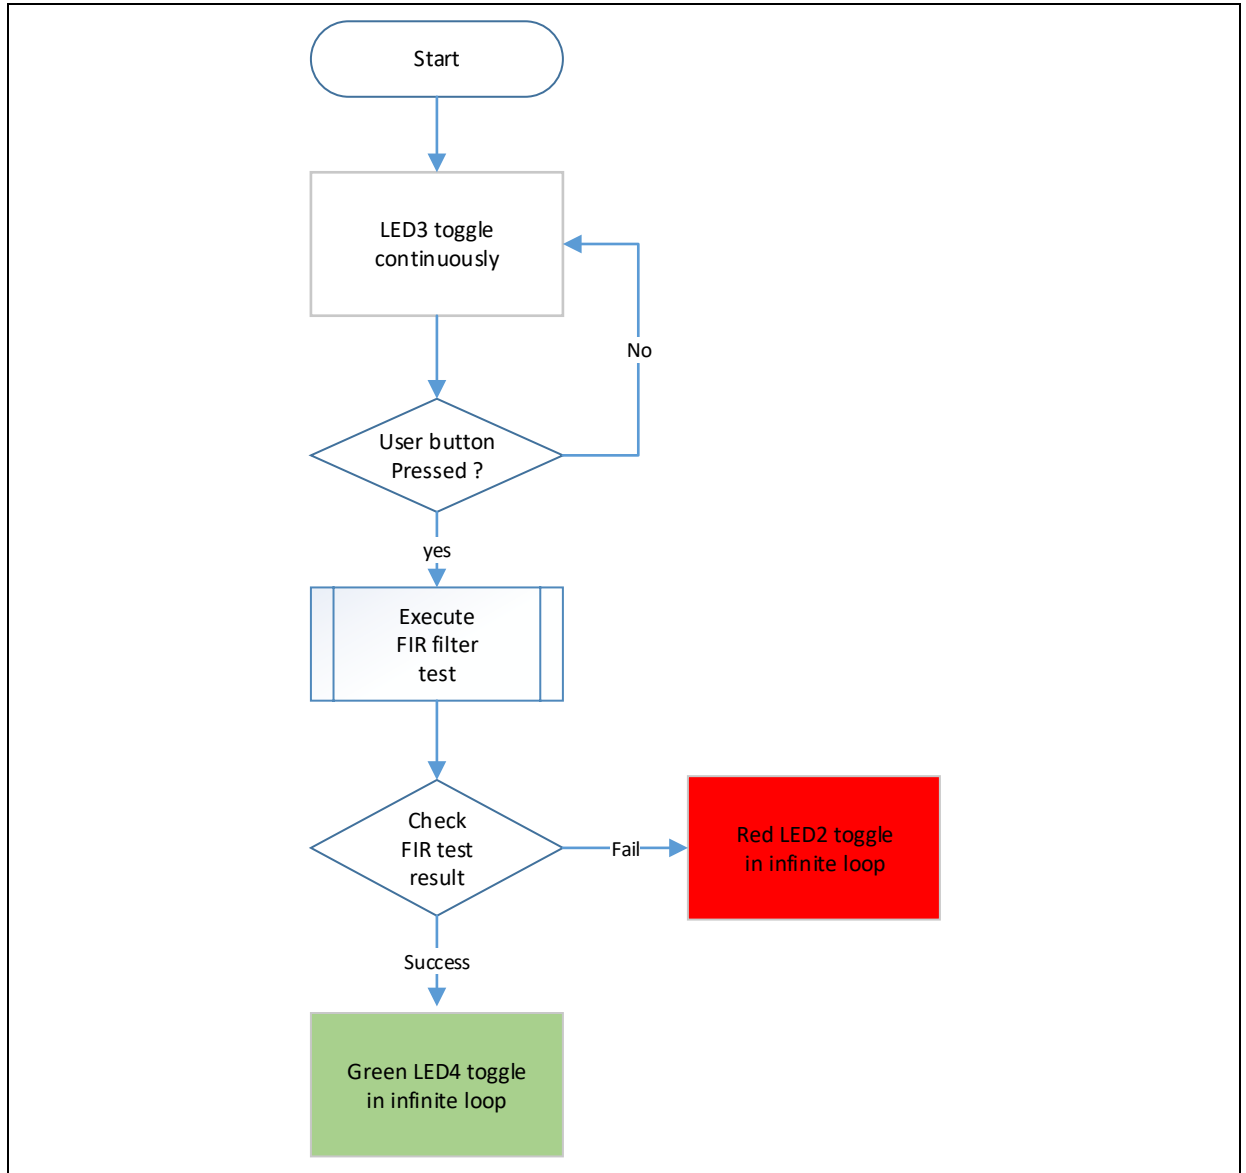 Start
LED3 toggle
continuously
No
User button
Pressed ?
yes
Execute
FIR filter
test
Check
FIR test
result
Fail
Red LED2 toggle
in infinite loop
Success
Green LED4 toggle
in infinite loop